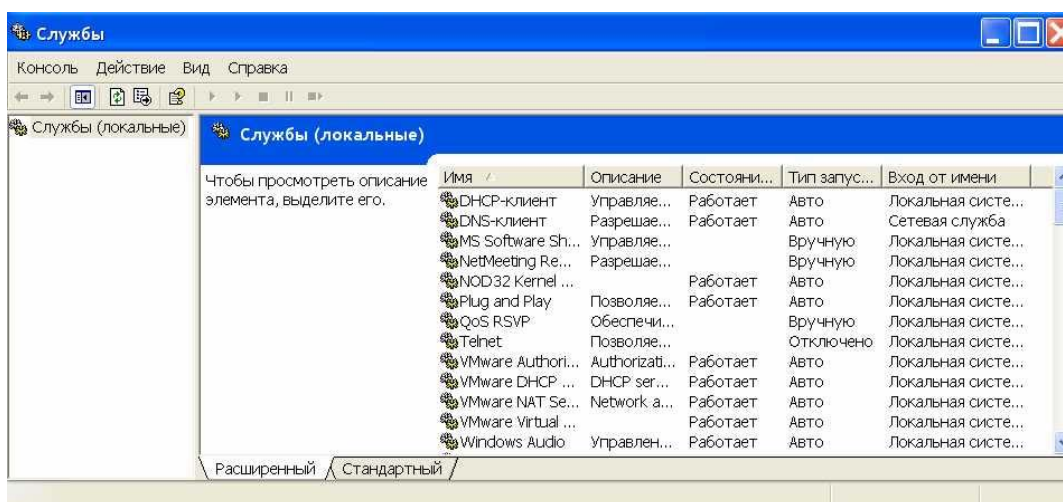 Службы
Консоль Действие Вид Справка
Службы (локальные)
Службы (локальные)
Чтобы просмотреть описание элемента, выделите его.
Имя Описание Состояни... Тип запус... Вход от имени
DHCP-клиент Управляе... Работает Авто Локальная систе...
DNS-клиент Разрешае... Работает Авто Сетевая служба
MS Software Sh... Управляе... Вручную Локальная систе...
NetMeeting Re... Разрешае... Вручную Локальная систе...
NOD32 Kernel ... Работает Авто Локальная систе...
Plug and Play Позволяе... Работает Авто Локальная систе...
QoS RSVP Обеспечи... Вручную Локальная систе...
Telnet Позволяе... Отключено Локальная систе...
VMware Authori... Authorizati... Работает Авто Локальная систе...
VMware DHCP ... DHCP ser... Работает Авто Локальная систе...
VMware NAT Se... Network a... Работает Авто Локальная систе...
VMware Virtual ... Работает Авто Локальная систе...
Windows Audio Управлен... Работает Авто Локальная систе...
Расширенный Стандартный